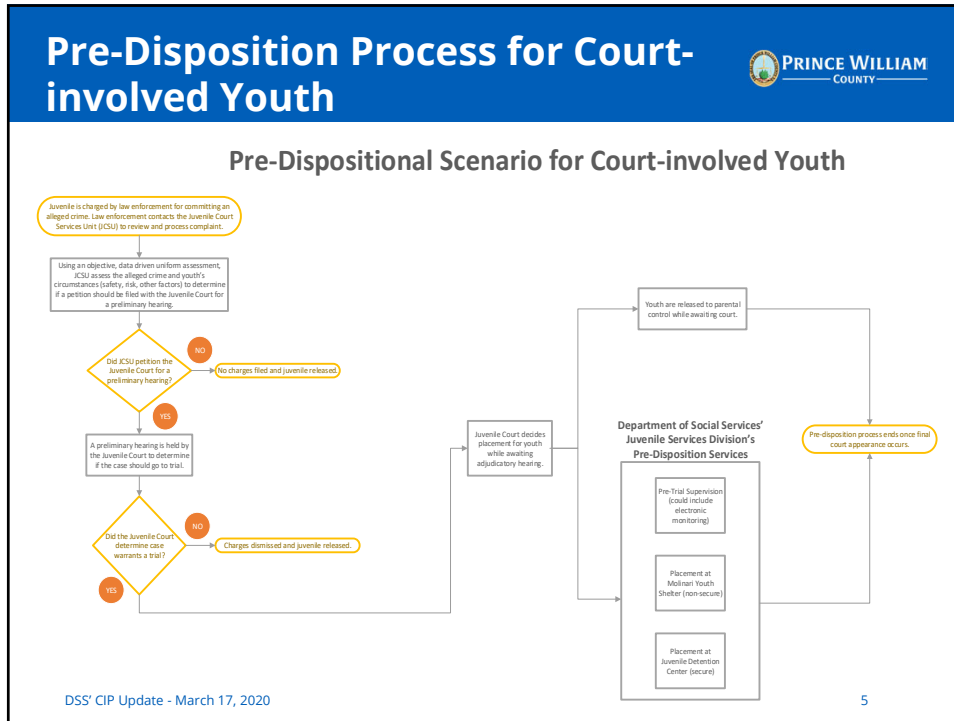 Pre-Disposition Process for Court-
involved Youth
PRINCE WILLIAM
COUNTY
Pre-Dispositional Scenario for Court-involved Youth
Juvenile is charged by law enforcement for committing an
alleged crime. Law enforcement contacts the Juvenile Court
Services Unit (JCSU) to review and process complaint.
Using an objective, data driven uniform assessment,
JCSU assess the alleged crime and youth's
circumstances (safety, risk, other factors) to determine
if a petition should be filed with the Juvenile Court for
a preliminary hearing.
Did JCSU petition the
Juvenile Court for a
preliminary hearing?
NO
No charges filed and juvenile released.
YES
A preliminary hearing is held by
the Juvenile Court to determine
if the case should go to trial.
Did the Juvenile Court
determine case
warrants a trial?
NO
Charges dismissed and juvenile released.
YES
Juvenile Court decides
placement for youth
while awaiting
adjudicatory hearing.
Youth are released to parental
control while awaiting court.
Department of Social Services'
Juvenile Services Division's
Pre-Disposition Services
Pre-Trial Supervision
(could include
electronic
monitoring)
Placement at
Molinari Youth
Shelter (non-secure)
Placement at
Juvenile Detention
Center (secure)
Pre-disposition process ends once final
court appearance occurs.
DSS' CIP Update - March 17, 2020
5